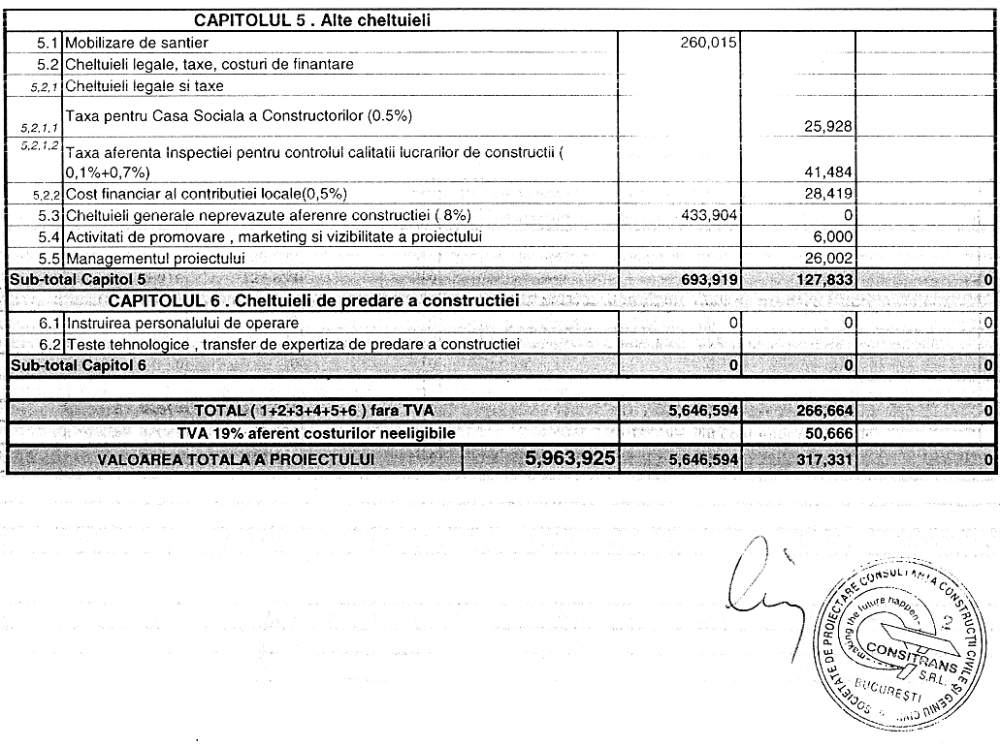 CAPITOLUL 5 . Alte cheltuieli
5.1 Mobilizare de santier 260,015
5.2 Cheltuieli legale, taxe, costuri de finantare
5,2,1 Cheltuieli legale si taxe
5,2,1,1 Taxa pentru Casa Sociala a Constructorilor (0.5%) 25,928
5,2,1,2 Taxa aferenta Inspectiei pentru controlul calitatii lucrarilor de constructii (
0,1%+0,7%) 41,484
5,2,2 Cost financiar al contributiei locale(0,5%) 28,419
5.3 Cheltuieli generale neprevazute aferenre constructiei ( 8%) 433,904 0
5.4 Activitati de promovare , marketing si vizibilitate a proiectului 6,000
5.5 Managementul proiectului 26,002
Sub-total Capitol 5 693,919 127,833 0
CAPITOLUL 6 . Cheltuieli de predare a constructiei
6.1 Instruirea personalului de operare 0 0 0
6.2 Teste tehnologice , transfer de expertiza de predare a constructiei
Sub-total Capitol 6 0 0 0
TOTAL ( 1+2+3+4+5+6 ) fara TVA 5,646,594 266,664 0
TVA 19% aferent costurilor neeligibile 50,666
VALOAREA TOTALA A PROIECTULUI 5,963,925 5,646,594 317,331 0
SOCIETATE DE PROIECTARE CONSULTANTA CONSTRUCTII CIVILE ŞI GENIU CIVIL
making the future happen
24
CONSITRANS
S.R.L.
BUCUREŞTI